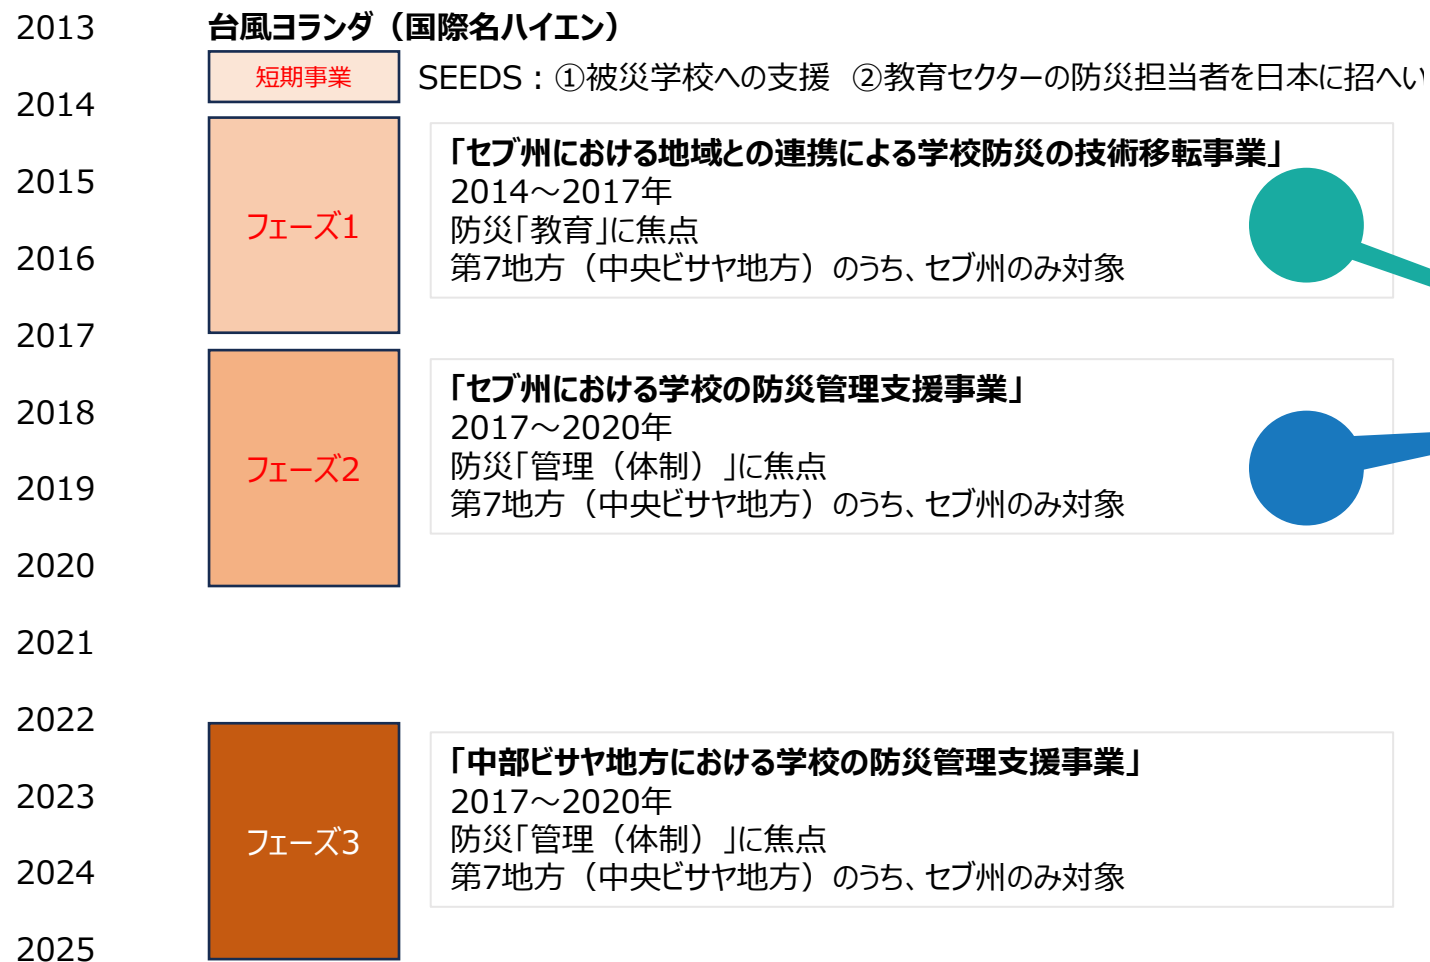 2013
台風ヨランダ（国際名ハイエン）
短期事業
SEEDS：①被災学校への支援 ②教育セクターの防災担当者を日本に招へい
2014
「セブ州における地域との連携による学校防災の技術移転事業」
2015
2014～2017年
フェーズ1
防災「教育」に焦点
2016
第7地方（中央ビサヤ地方）のうち、セブ州のみ対象
2017
「セブ州における学校の防災管理支援事業」
2018
2017～2020年
フェーズ2
防災「管理（体制）」に焦点
2019
第7地方（中央ビサヤ地方）のうち、セブ州のみ対象
2020
2021
2022
「中部ビサヤ地方における学校の防災管理支援事業」
2023
2017～2020年
フェーズ3
防災「管理（体制）」に焦点
2024
第7地方（中央ビサヤ地方）のうち、セブ州のみ対象
2025